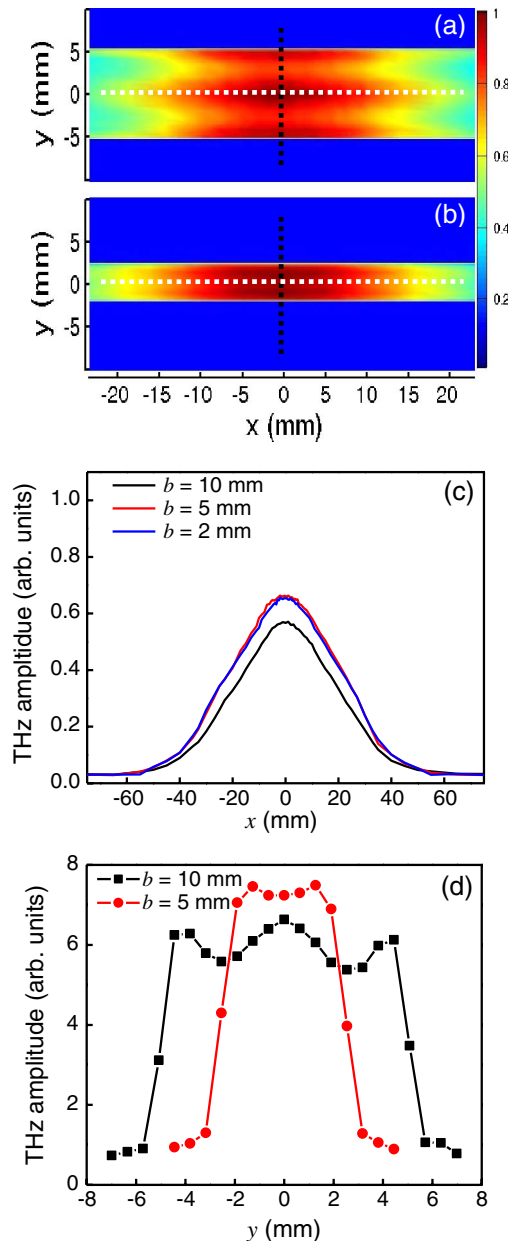 (a)
y (mm)
5
0
-5
1
0.8
0.6
0.4
0.2
(b)
y (mm)
5
0
-5
-20 -15 -10 -5 0 5 10 15 20
x (mm)
(c)
b = 10 mm
b = 5 mm
b = 2 mm
THz ampltidue (arb. units)
1.0
0.8
0.6
0.4
0.2
0.0
-60 -40 -20 0 20 40 60
x (mm)
(d)
b = 10 mm
b = 5 mm
THz amplitude (arb. units)
8
6
4
2
0
-8 -6 -4 -2 0 2 4 6 8
y (mm)